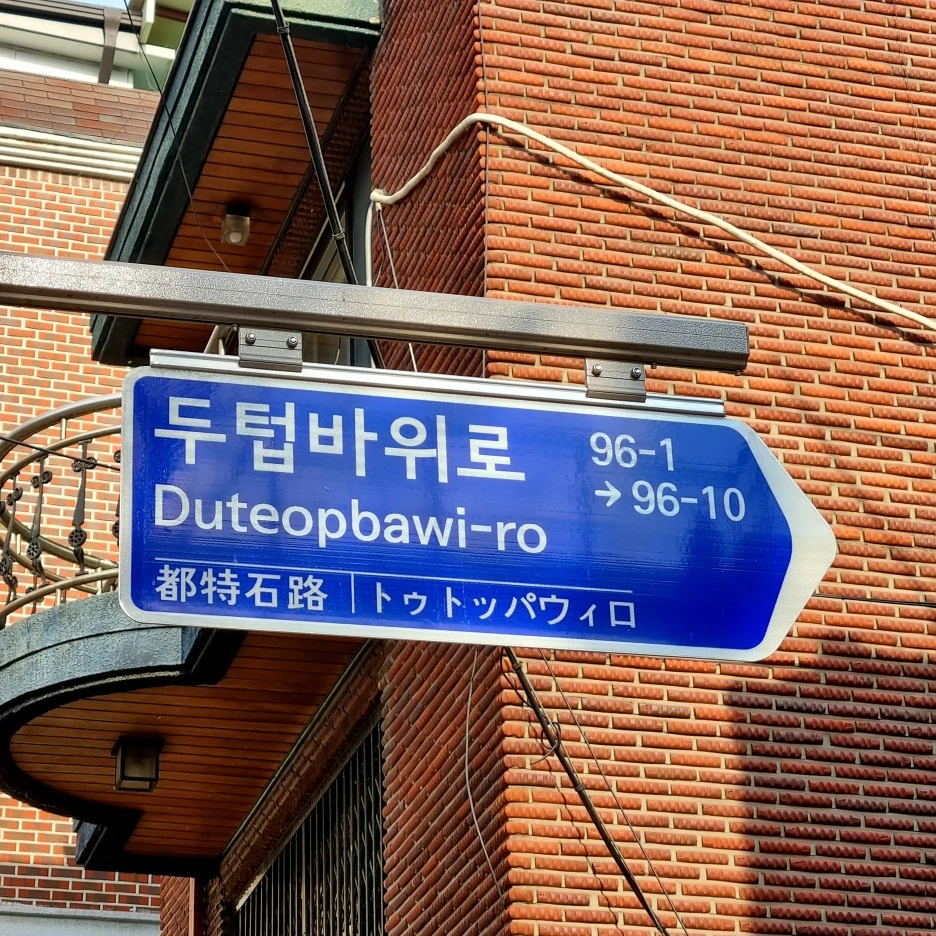 두텁바위로
Duteopbawi-ro
96-1
→ 96-10
都特石路 | トゥトッパウィロ